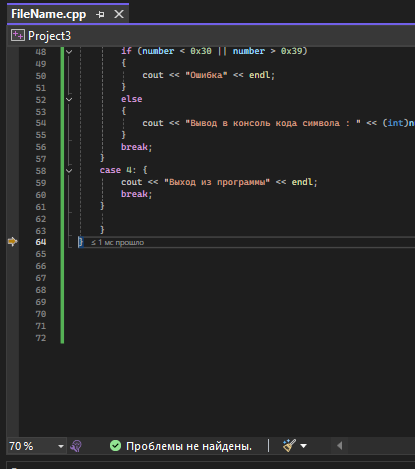 FileName.cpp
Project3
48 if (number < 0x30 || number > 0x39)
49 {
50 cout << "Ошибка" << endl;
51 }
52 else
53 {
54 cout << "Вывод в консоль кода символа : " << (int)n
55 }
56 break;
57 }
58 case 4: {
59 cout << "Выход из программы" << endl;
60 break;
61 }
62
63 }
64 } ≤ 1 мс прошло
65
66
67
68
69
70
71
72
70 % Проблемы не найдены.